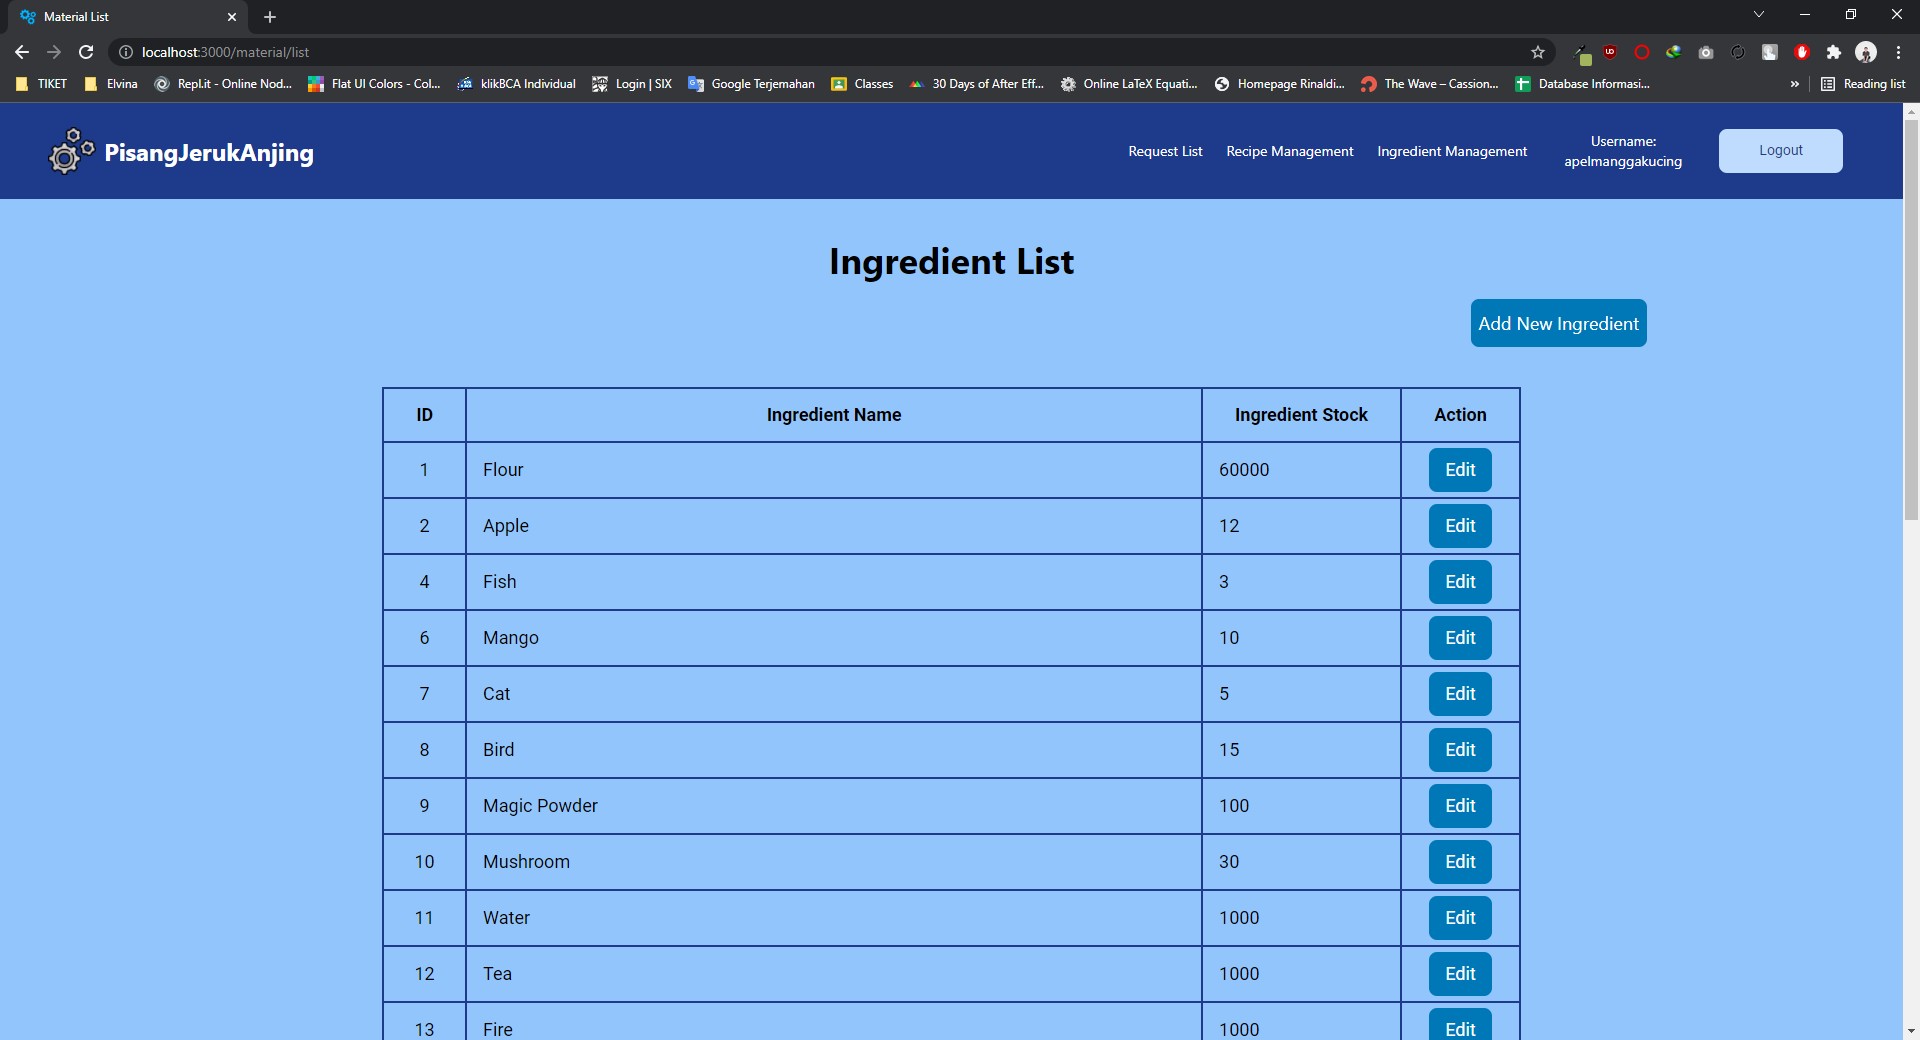 Material List
localhost:3000/material/list
TIKET
Elvina
RepLit - Online Nod...
Flat UI Colors - Col...
klikBCA Individual
Login | SIX
Google Terjemahan
Classes
30 Days of After Eff...
Online LaTeX Equati...
Homepage Rinaldi...
The Wave – Cassion...
Database Informasi...
»
Reading list
PisangJerukAnjing
Request List
Recipe Management
Ingredient Management
Username:
apelmanggakucing
Logout
Ingredient List
Add New Ingredient
ID Ingredient Name Ingredient Stock Action
1 Flour 60000 Edit
2 Apple 12 Edit
4 Fish 3 Edit
6 Mango 10 Edit
7 Cat 5 Edit
8 Bird 15 Edit
9 Magic Powder 100 Edit
10 Mushroom 30 Edit
11 Water 1000 Edit
12 Tea 1000 Edit
13 Fire 1000 Edit